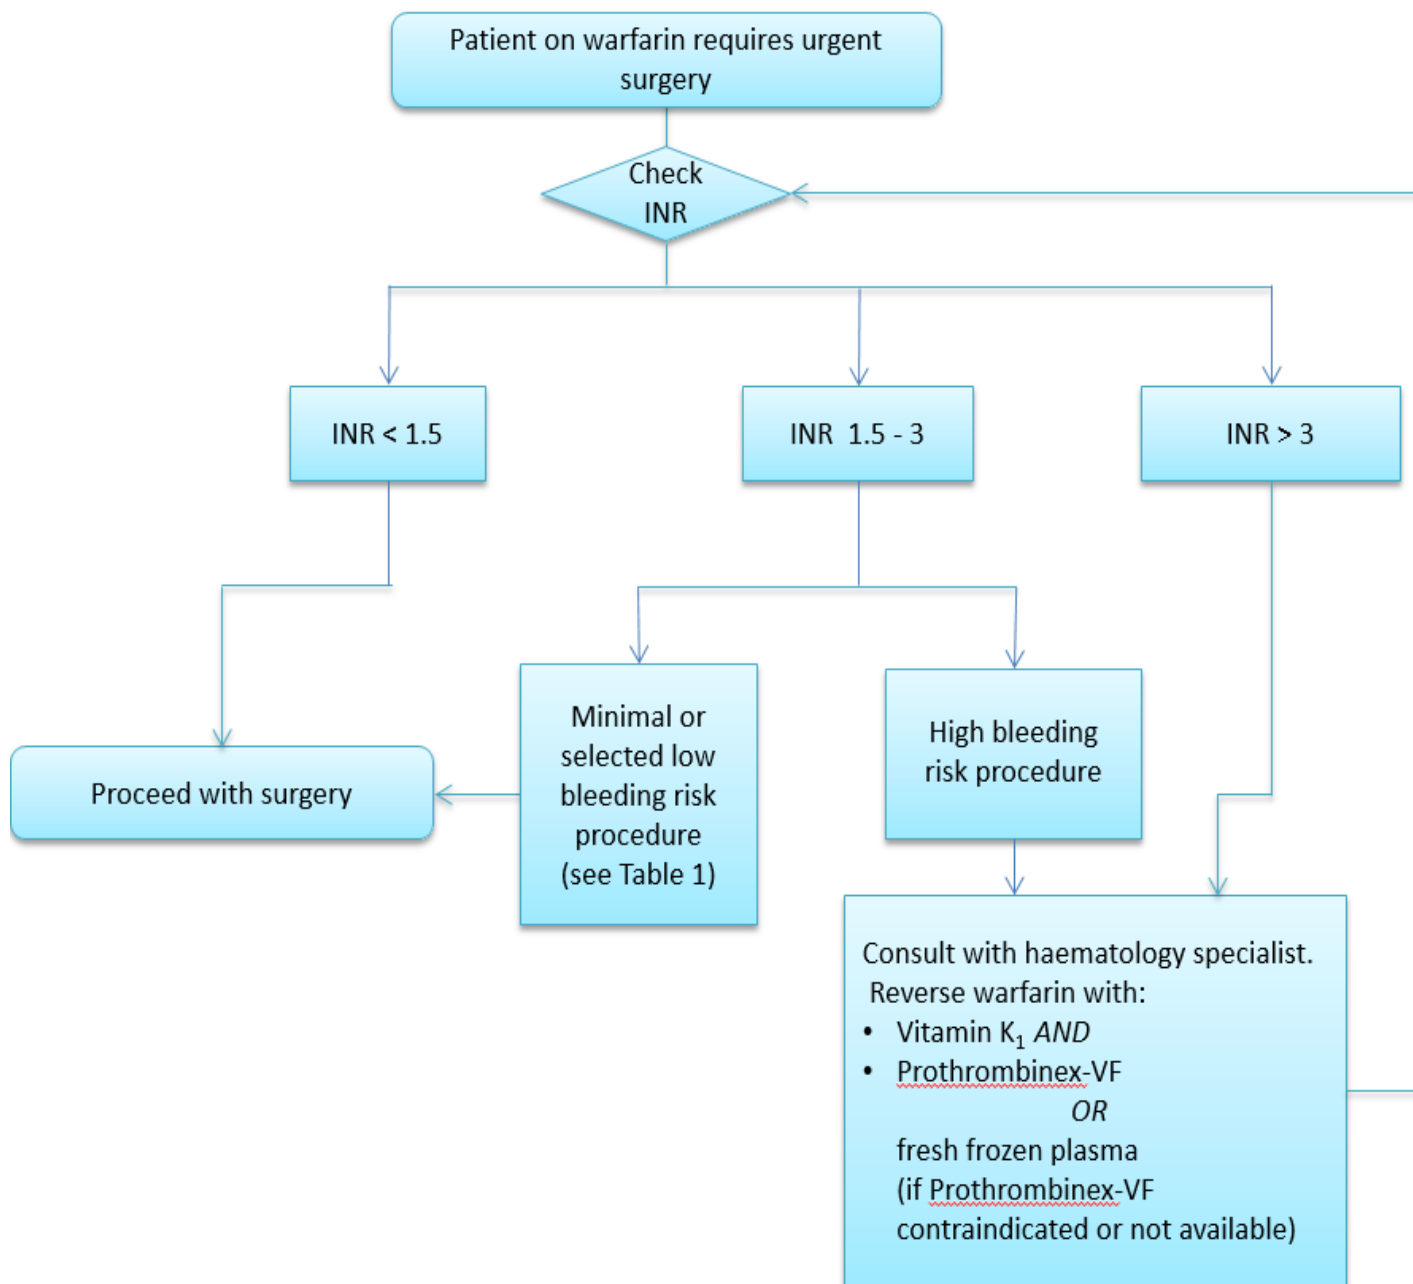 Patient on warfarin requires urgent
surgery
Check
INR
INR < 1.5
INR  1.5 - 3
INR > 3
Minimal or
selected low
bleeding risk
procedure
(see Table 1)
High bleeding
risk procedure
Proceed with surgery
Consult with haematology specialist.
Reverse warfarin with:
• Vitamin K₁ AND
• Prothrombinex-VF
OR
fresh frozen plasma
(if Prothrombinex-VF
contraindicated or not available)